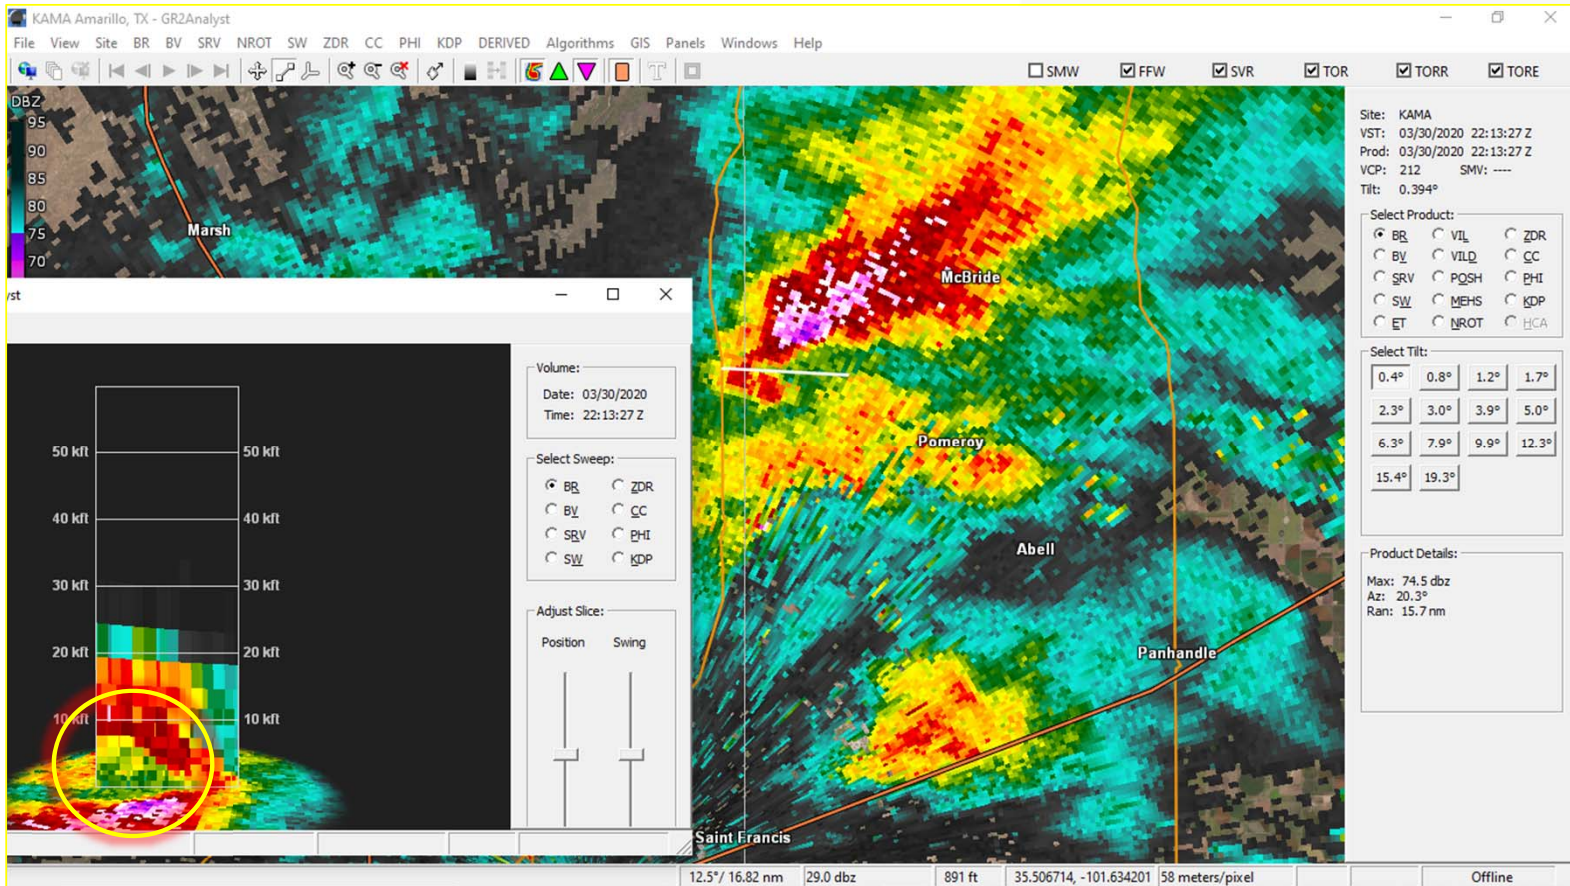 KAMA Amarillo, TX - GR2Analyst
File View Site BR BV SRV NROT SW ZDR CC PHI KDP DERIVED Algorithms GIS Panels Windows Help
SMW FFW SVR TOR TORR TORE
DBZ
95
90
85
80
75
70
Marsh
McBride
Pomeroy
Abell
Panhandle
Saint Francis
yst
50 kft 50 kft
40 kft 40 kft
30 kft 30 kft
20 kft 20 kft
10 kft 10 kft
Volume:
Date: 03/30/2020
Time: 22:13:27 Z
Select Sweep:
BR ZDR
BV CC
SRV PHI
SW KDP
Adjust Slice:
Position Swing
Site: KAMA
VST: 03/30/2020 22:13:27 Z
Prod: 03/30/2020 22:13:27 Z
VCP: 212 SMV: ----
Tilt: 0.394°
Select Product:
BR VIL ZDR
BV VILD CC
SRV POSH PHI
SW MEHS KDP
ET NROT HCA
Select Tilt:
0.4° 0.8° 1.2° 1.7°
2.3° 3.0° 3.9° 5.0°
6.3° 7.9° 9.9° 12.3°
15.4° 19.3°
Product Details:
Max: 74.5 dbz
Az: 20.3°
Ran: 15.7 nm
12.5°/ 16.82 nm 29.0 dbz 891 ft 35.506714, -101.634201 58 meters/pixel Offline